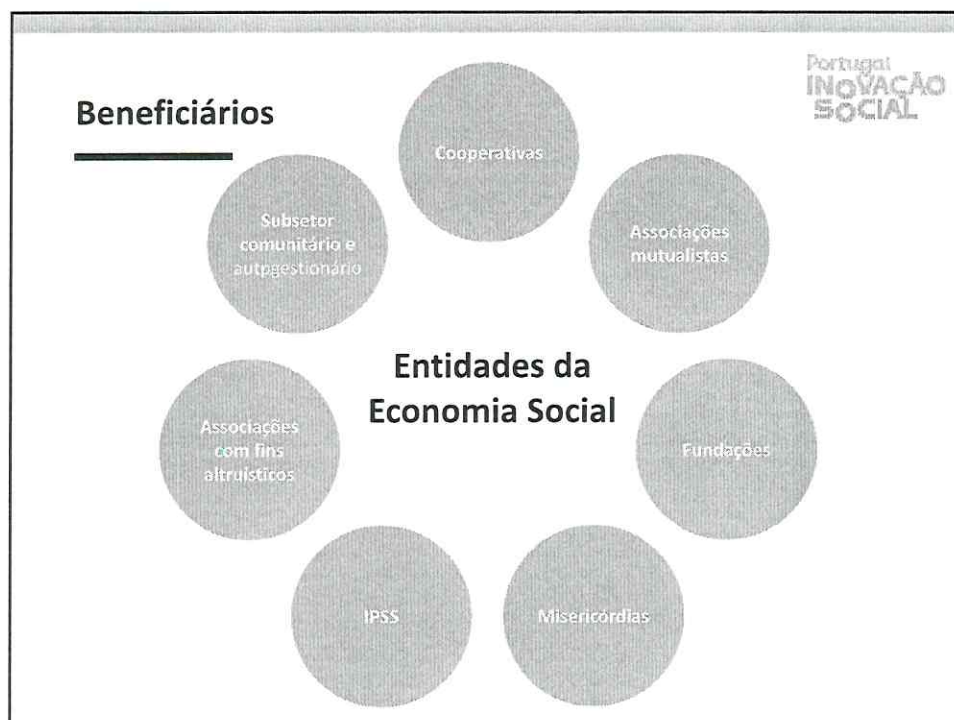 Beneficiários
Portugal
INOVAÇÃO
SOCIAL
Cooperativas
Subsetor
comunitário e
autpgestionário
Associações
mutualistas
Entidades da
Economia Social
Associações
com fins
altruísticos
Fundações
IPSS
Misericórdias